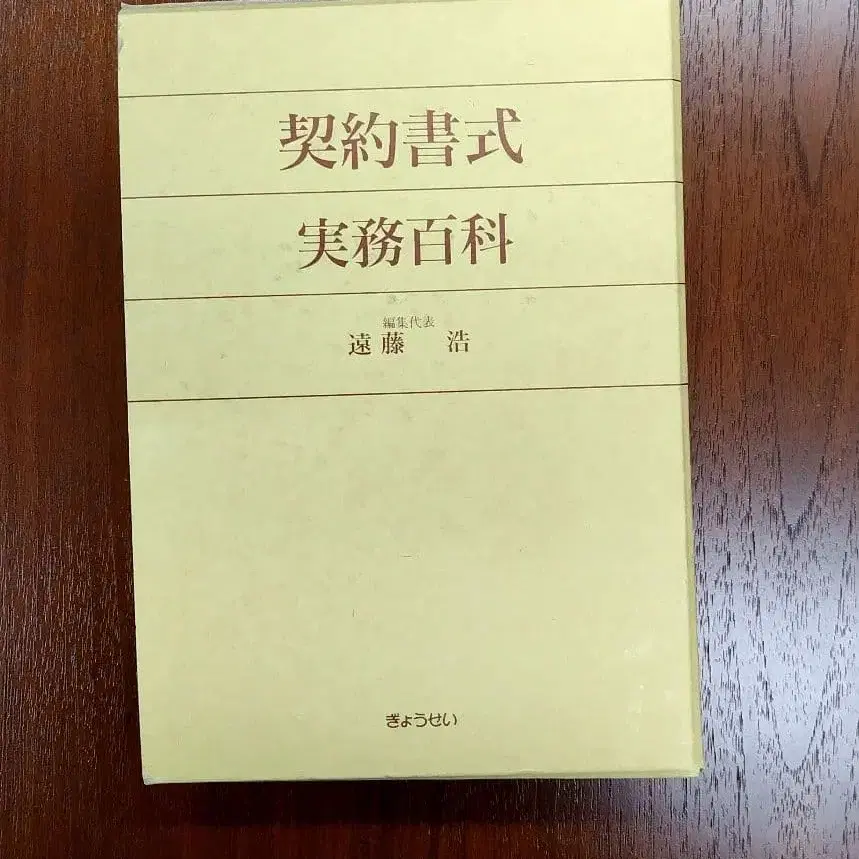 契約書式
実務百科
編集代表
遠藤 浩
ぎょうせい